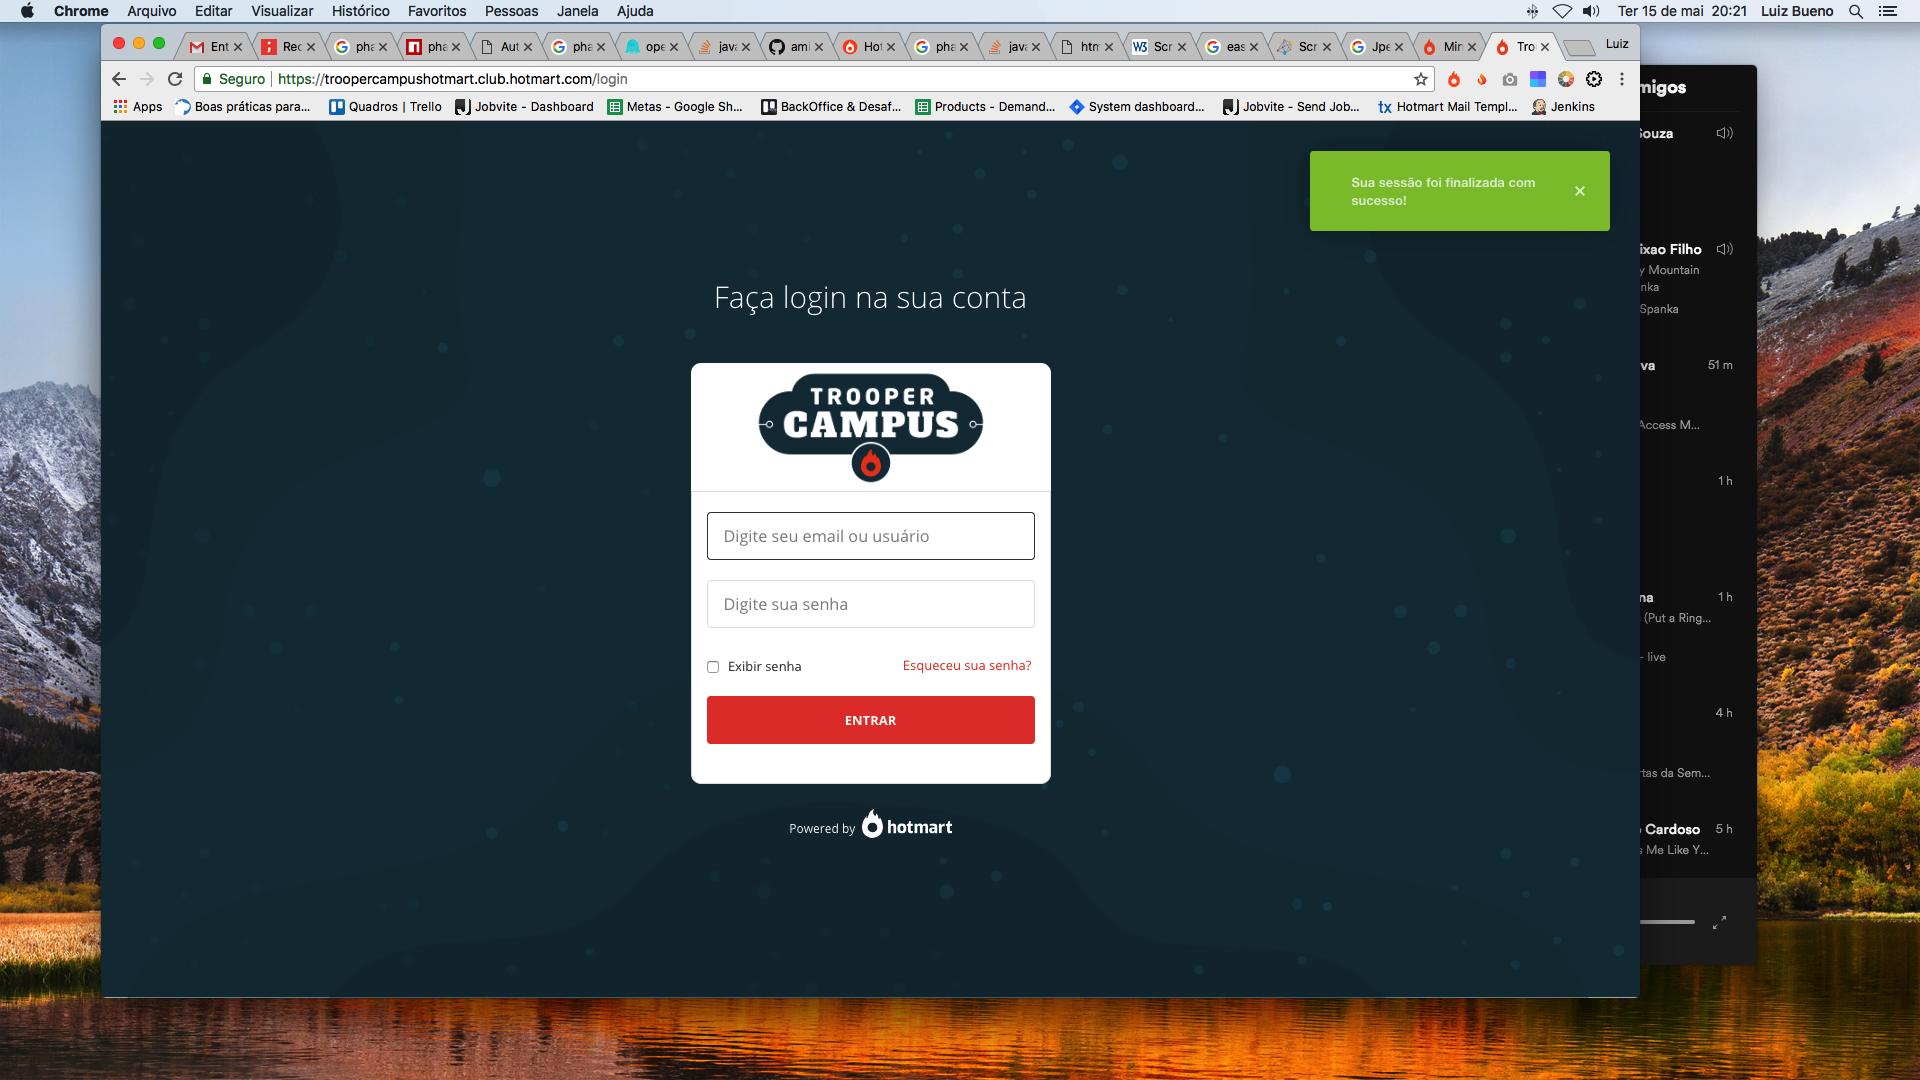 Chrome Arquivo Editar Visualizar Histórico Favoritos Pessoas Janela Ajuda
Ter 15 de mai 20:21 Luiz Bueno
Ent Rec pha pha Aut pha ope java ami Hot pha java htm Scr eas Scr Jpe Min Tro Luiz
Seguro https://troopercampushotmart.club.hotmart.com/login
Apps Boas práticas para... Quadros | Trello Jobvite - Dashboard Metas - Google Sh... BackOffice & Desaf... Products - Demand... System dashboard... Jobvite - Send Job... tx Hotmart Mail Templ... Jenkins
Sua sessão foi finalizada com
sucesso!
Faça login na sua conta
TROOPER
CAMPUS
Digite seu email ou usuário
Digite sua senha
Exibir senha Esqueceu sua senha?
ENTRAR
Powered by hotmart
migos
Souza
ixao Filho
y Mountain
nka
Spanka
va 51 m
Access M...
1 h
na 1 h
(Put a Ring...
- live
4 h
rtas da Sem...
Cardoso 5 h
s Me Like Y...